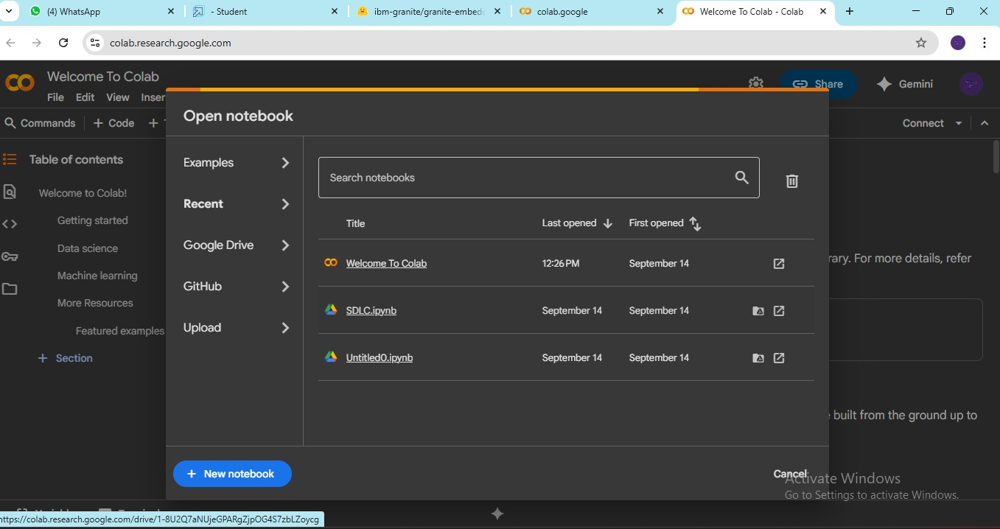 (4) WhatsApp
- Student
ibm-granite/granite-embed
colab.google
Welcome To Colab - Colab
colab.research.google.com
Welcome To Colab
File Edit View Inser
Share
Gemini
Commands
+ Code
+
Connect
Open notebook
Table of contents
Welcome to Colab!
Getting started
Data science
Machine learning
More Resources
Featured examples
+ Section
Examples
Recent
Google Drive
GitHub
Upload
Search notebooks
Title Last opened First opened
Welcome To Colab 12:26 PM September 14
SDLC.ipynb September 14 September 14
Untitled0.ipynb September 14 September 14
rary. For more details, refer
built from the ground up to
+ New notebook
Cancel
Activate Windows
Go to Settings to activate Windows.
https://colab.research.google.com/drive/1-8U2Q7aNUjeGPARgZjpOG4S7zbLZoycg